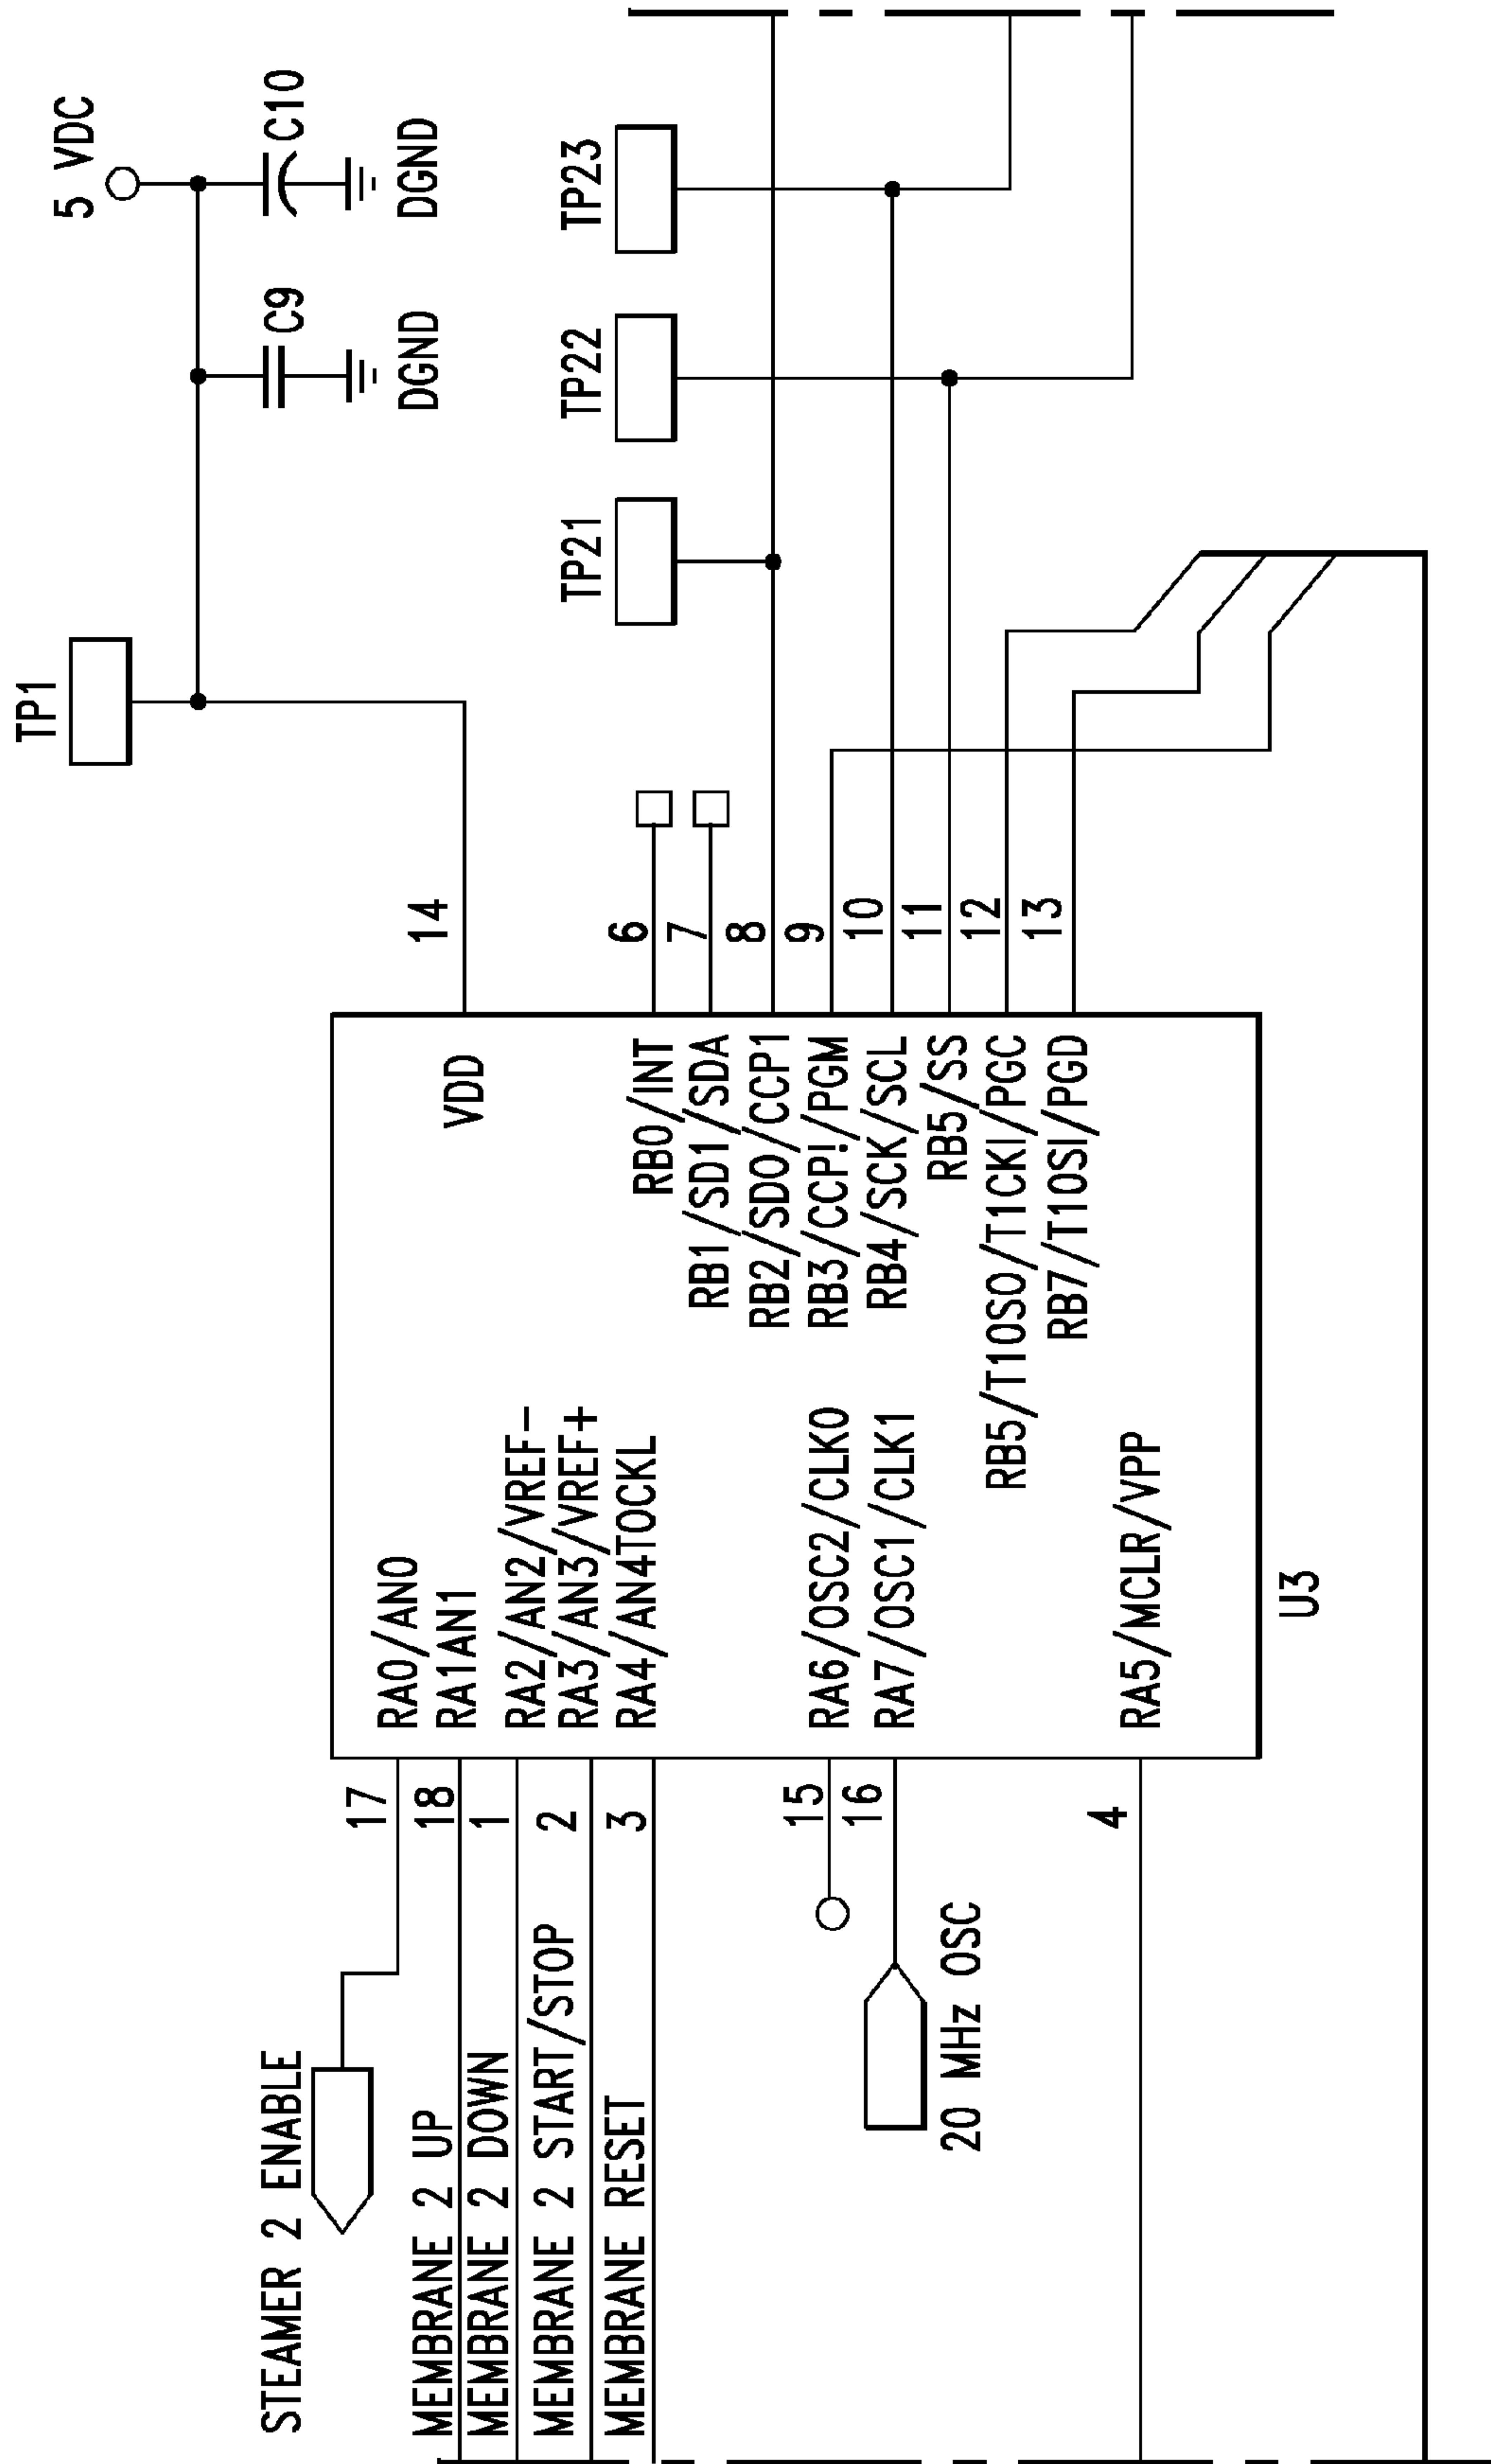 TP1
5 VDC
C9
C10
DGND
DGND
TP21
TP22
TP23
STEAMER 2 ENABLE
MEMBRANE 2 UP
MEMBRANE 2 DOWN
MEMBRANE 2 START/STOP
MEMBRANE RESET
20 MHz OSC
17
18
1
2
3
15
16
4
RA0/AN0
RA1AN1
RA2/AN2/VREF-
RA3/AN3/VREF+
RA4/AN4TOCKL
RA6/OSC2/CLKO
RA7/OSC1/CLK1
RA5/MCLR/VPP
VDD
RB0/INT
RB1/SD1/SDA
RB2/SDO/CCP1
RB3/CCP!/PGM
RB4/SCK/SCL
RB5/SS
RB5/T1OSO/T1CKI/PGC
RB7/T1OSI/PGD
14
6
7
8
9
10
11
12
13
U3